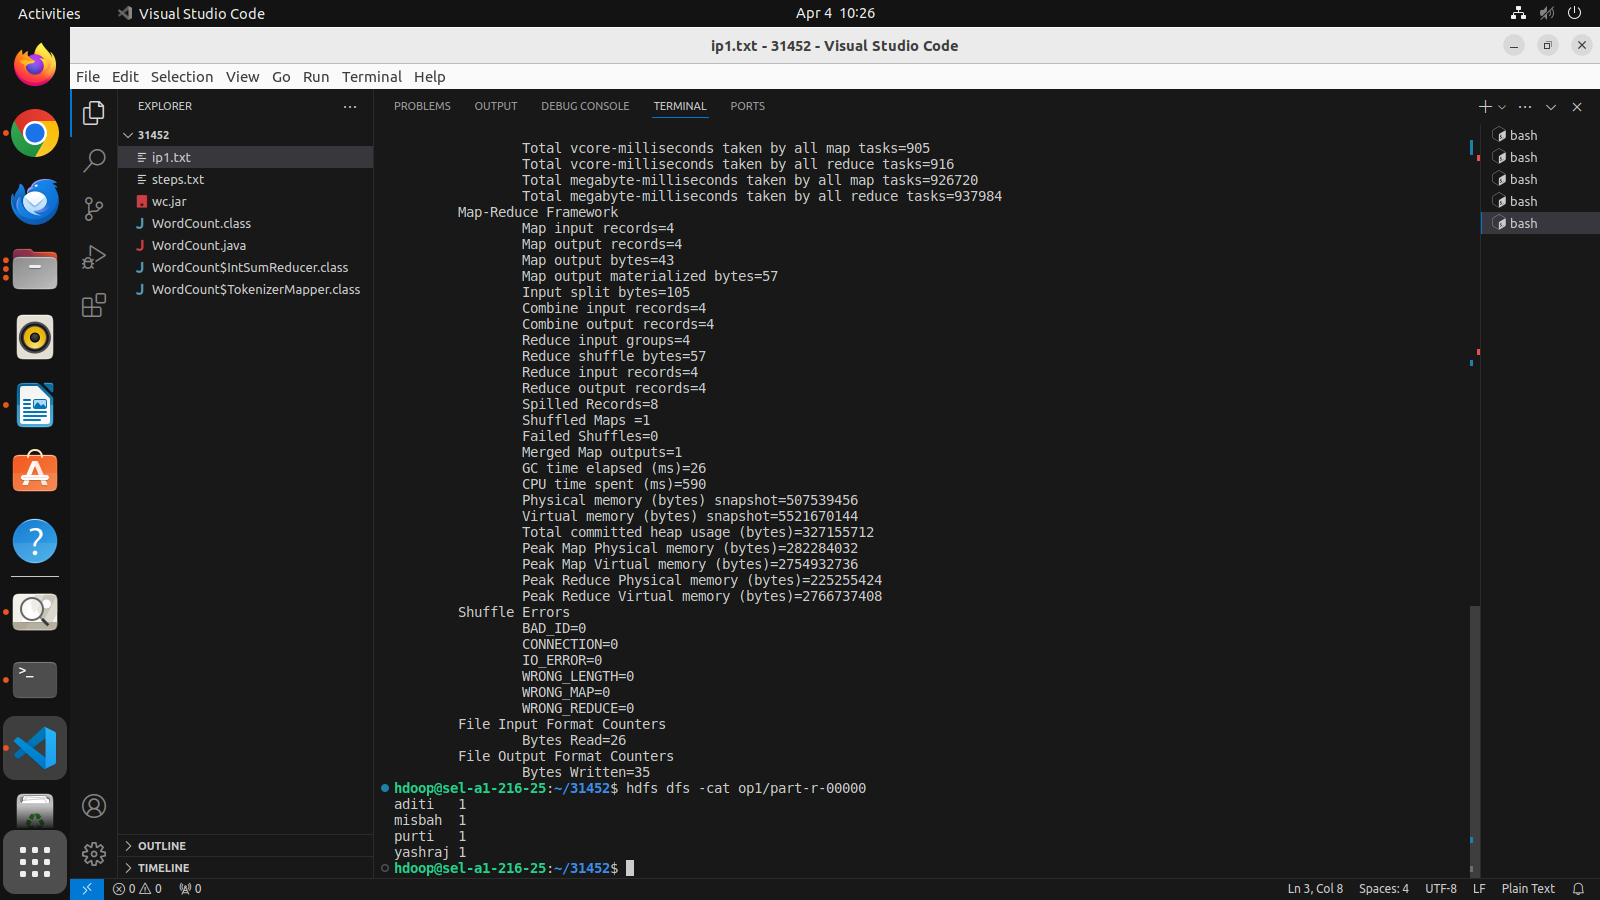 Activities
Visual Studio Code
Apr 4 10:26
ip1.txt - 31452 - Visual Studio Code
File Edit Selection View Go Run Terminal Help
EXPLORER
31452
ip1.txt
steps.txt
wc.jar
WordCount.class
WordCount.java
WordCount$IntSumReducer.class
WordCount$TokenizerMapper.class
OUTLINE
TIMELINE
PROBLEMS OUTPUT DEBUG CONSOLE TERMINAL PORTS
Total vcore-milliseconds taken by all map tasks=905
Total vcore-milliseconds taken by all reduce tasks=916
Total megabyte-milliseconds taken by all map tasks=926720
Total megabyte-milliseconds taken by all reduce tasks=937984
Map-Reduce Framework
Map input records=4
Map output records=4
Map output bytes=43
Map output materialized bytes=57
Input split bytes=105
Combine input records=4
Combine output records=4
Reduce input groups=4
Reduce shuffle bytes=57
Reduce input records=4
Reduce output records=4
Spilled Records=8
Shuffled Maps =1
Failed Shuffles=0
Merged Map outputs=1
GC time elapsed (ms)=26
CPU time spent (ms)=590
Physical memory (bytes) snapshot=507539456
Virtual memory (bytes) snapshot=5521670144
Total committed heap usage (bytes)=327155712
Peak Map Physical memory (bytes)=282284032
Peak Map Virtual memory (bytes)=2754932736
Peak Reduce Physical memory (bytes)=225255424
Peak Reduce Virtual memory (bytes)=2766737408
Shuffle Errors
BAD_ID=0
CONNECTION=0
IO_ERROR=0
WRONG_LENGTH=0
WRONG_MAP=0
WRONG_REDUCE=0
File Input Format Counters
Bytes Read=26
File Output Format Counters
Bytes Written=35
hdoop@sel-a1-216-25:~/31452$ hdfs dfs -cat op1/part-r-00000
aditi 1
misbah 1
purti 1
yashraj 1
hdoop@sel-a1-216-25:~/31452$
bash
bash
bash
bash
bash
0 0 0
Ln 3, Col 8 Spaces: 4 UTF-8 LF Plain Text